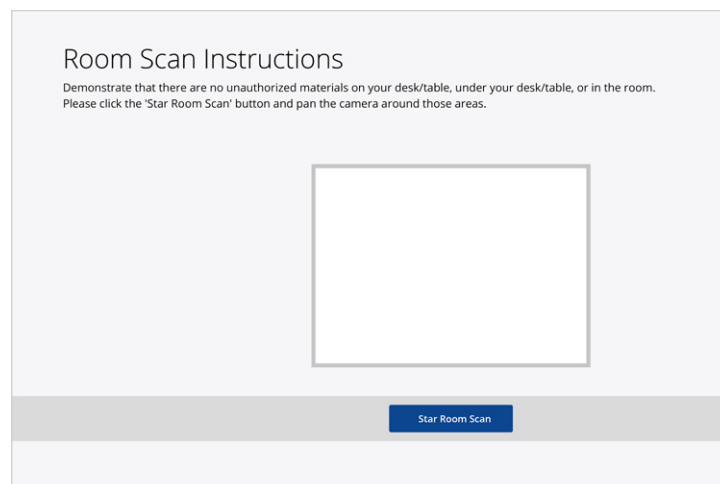 Room Scan Instructions
Demonstrate that there are no unauthorized materials on your desk/table, under your desk/table, or in the room.
Please click the 'Star Room Scan' button and pan the camera around those areas.
Star Room Scan